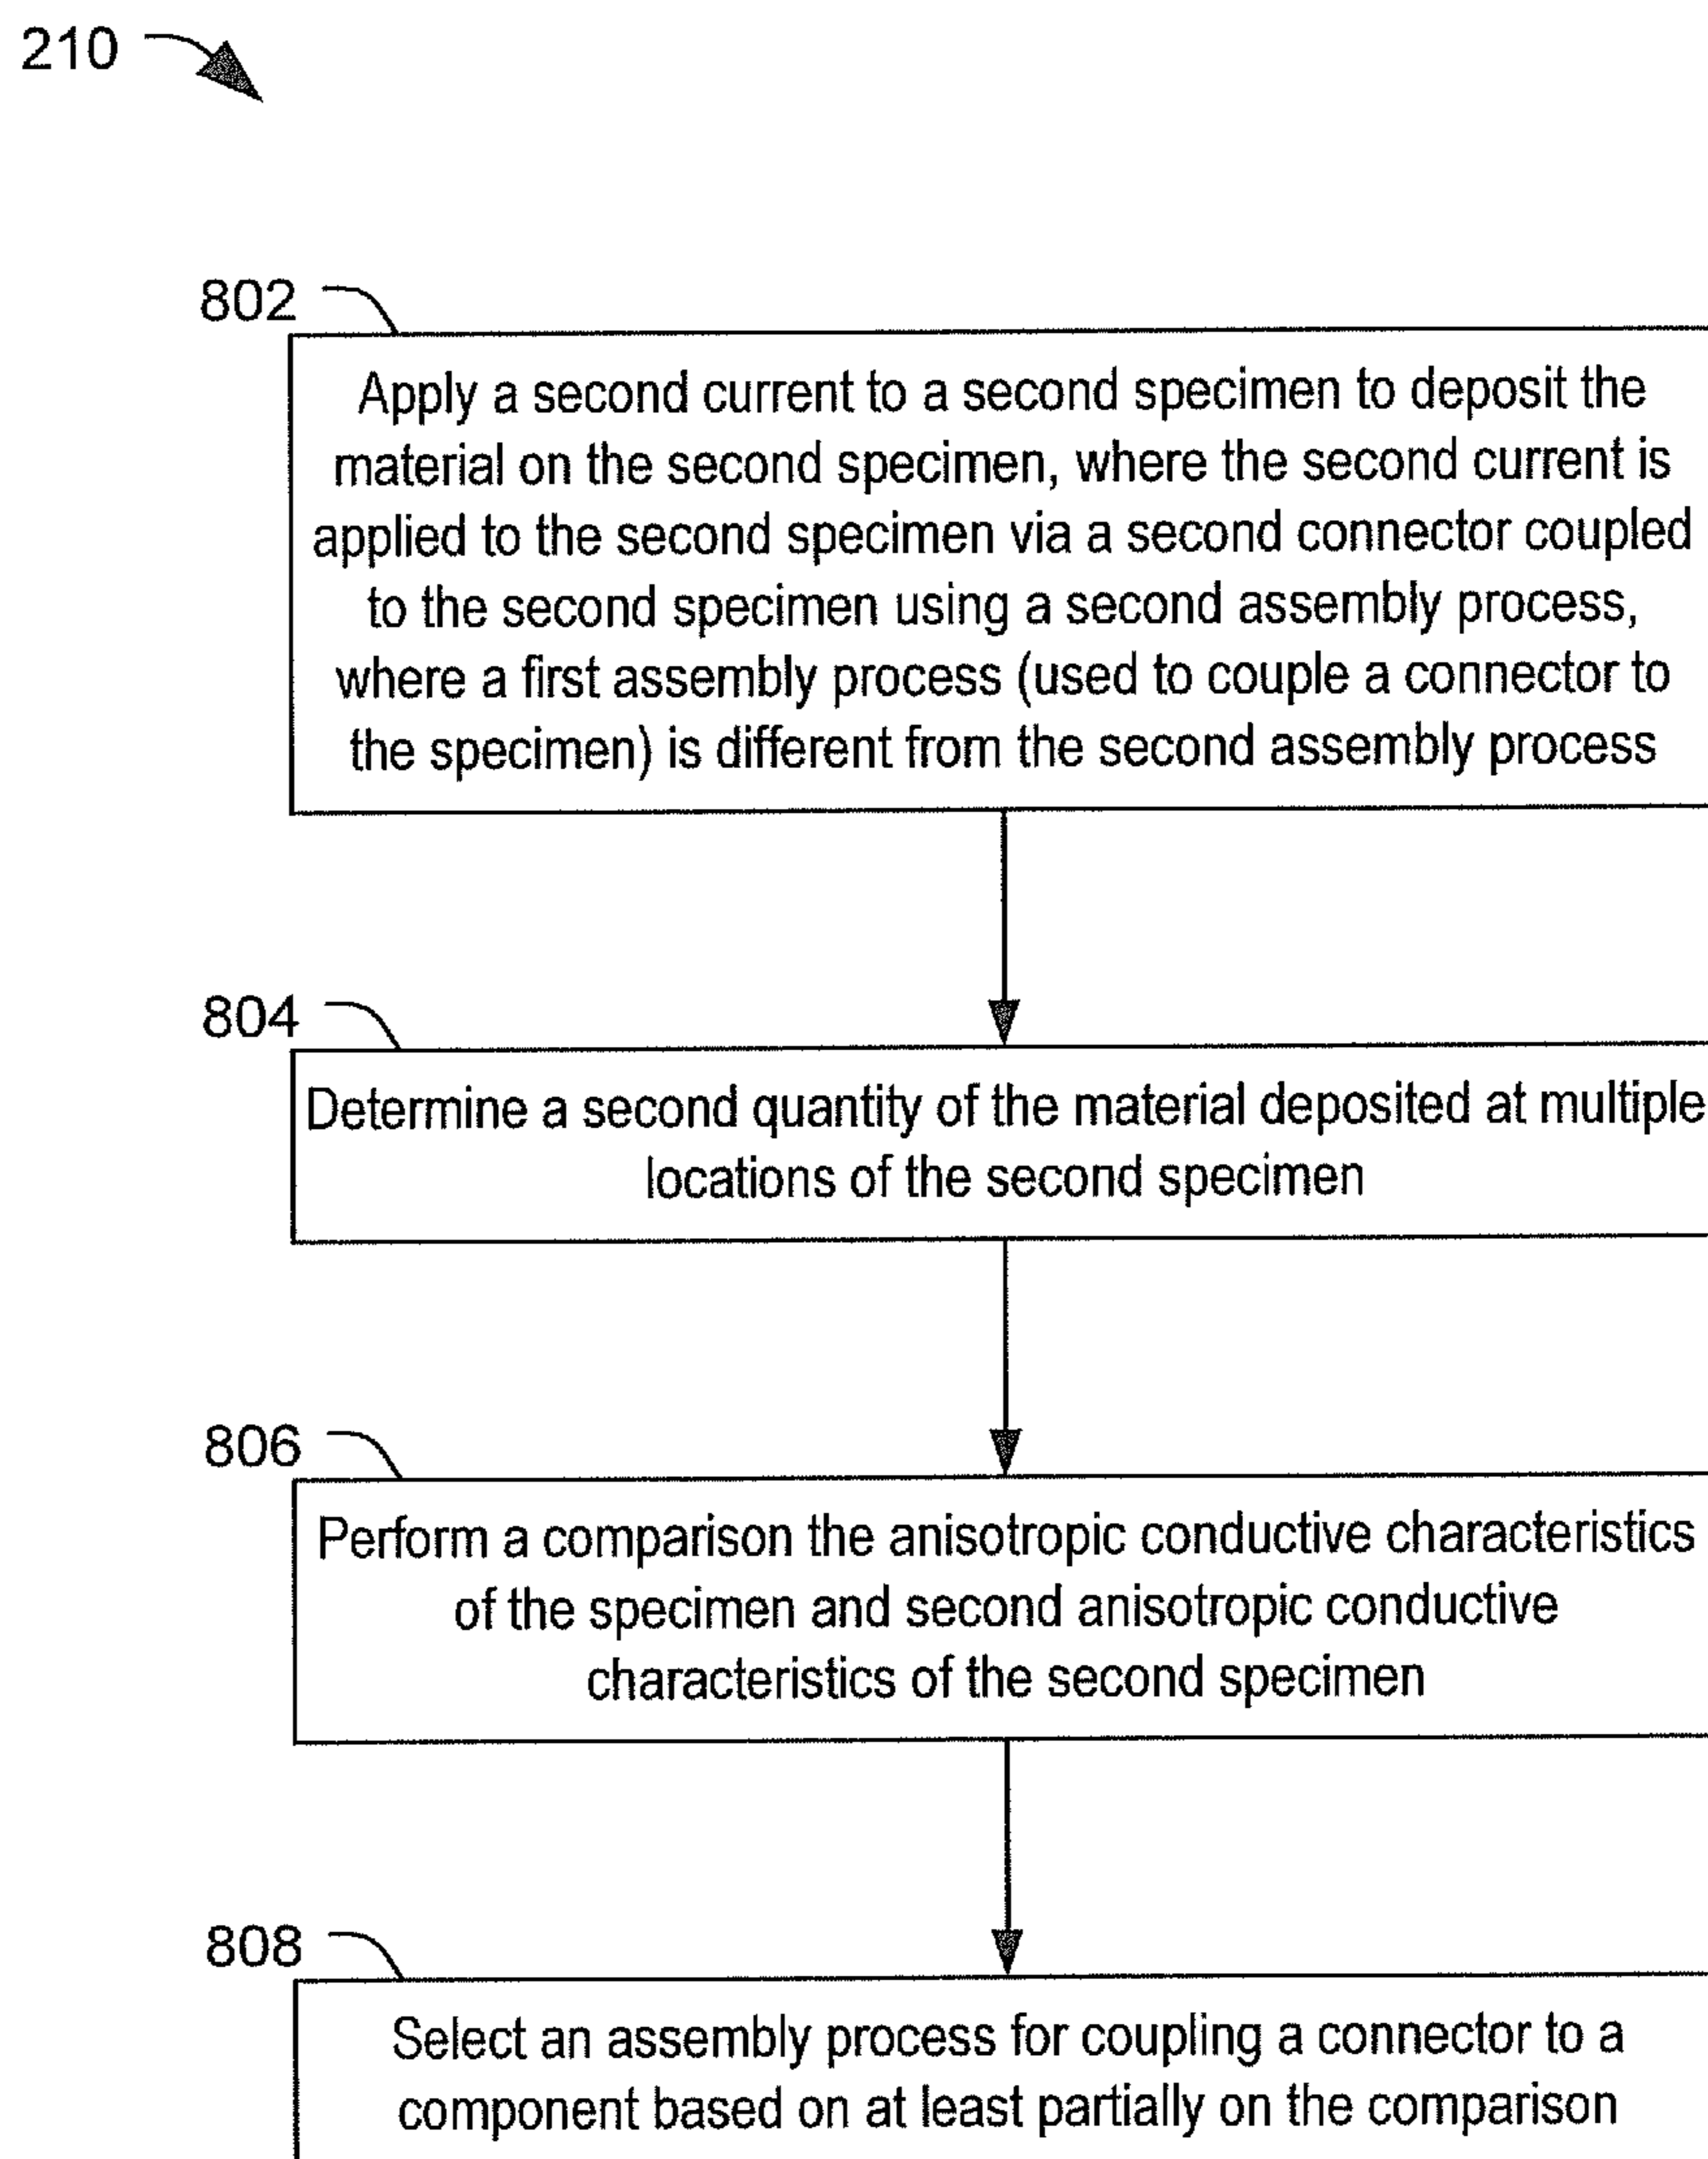 210
802
Apply a second current to a second specimen to deposit the
material on the second specimen, where the second current is
applied to the second specimen via a second connector coupled
to the second specimen using a second assembly process,
where a first assembly process (used to couple a connector to
the specimen) is different from the second assembly process
804
Determine a second quantity of the material deposited at multiple
locations of the second specimen
806
Perform a comparison the anisotropic conductive characteristics
of the specimen and second anisotropic conductive
characteristics of the second specimen
808
Select an assembly process for coupling a connector to a
component based on at least partially on the comparison